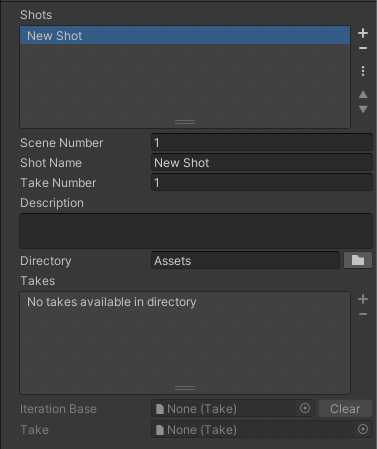 Shots
New Shot
Scene Number 1
Shot Name New Shot
Take Number 1
Description
Directory Assets
Takes
No takes available in directory
Iteration Base None (Take) Clear
Take None (Take)